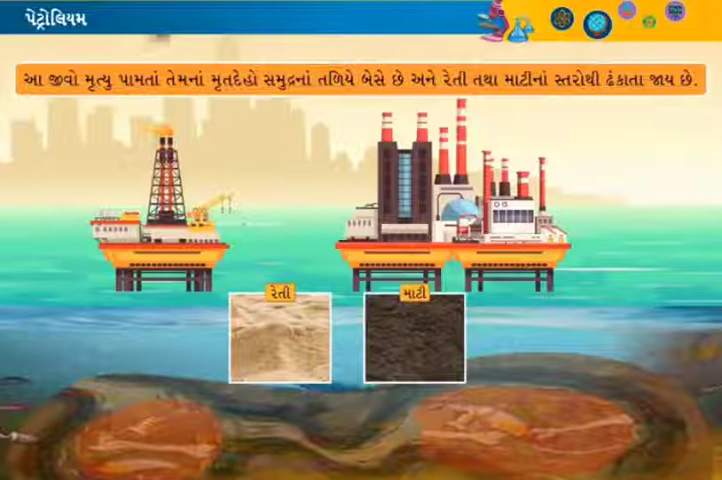 પેટ્રોલિયમ
આ જીવો મૃત્યુ પામતાં તેમનાં મૃતદેહો સમુદ્રનાં તળિયે બેસે છે અને રેતી તથા માટીનાં સ્તરોથી ઢંકાતા જાય છે.
રેતી
માટી